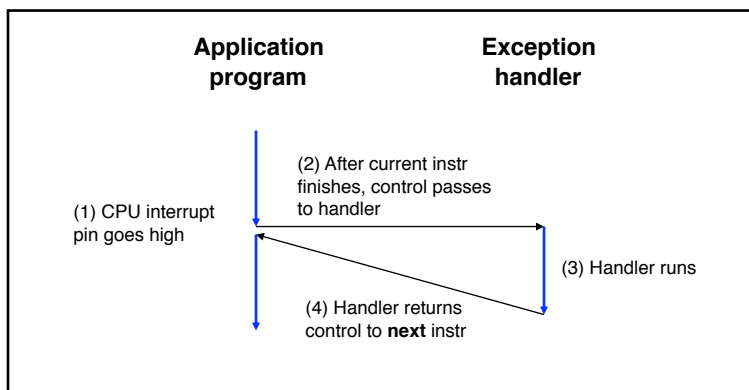 Application
program
Exception
handler
(1) CPU interrupt
pin goes high
(2) After current instr
finishes, control passes
to handler
(3) Handler runs
(4) Handler returns
control to next instr